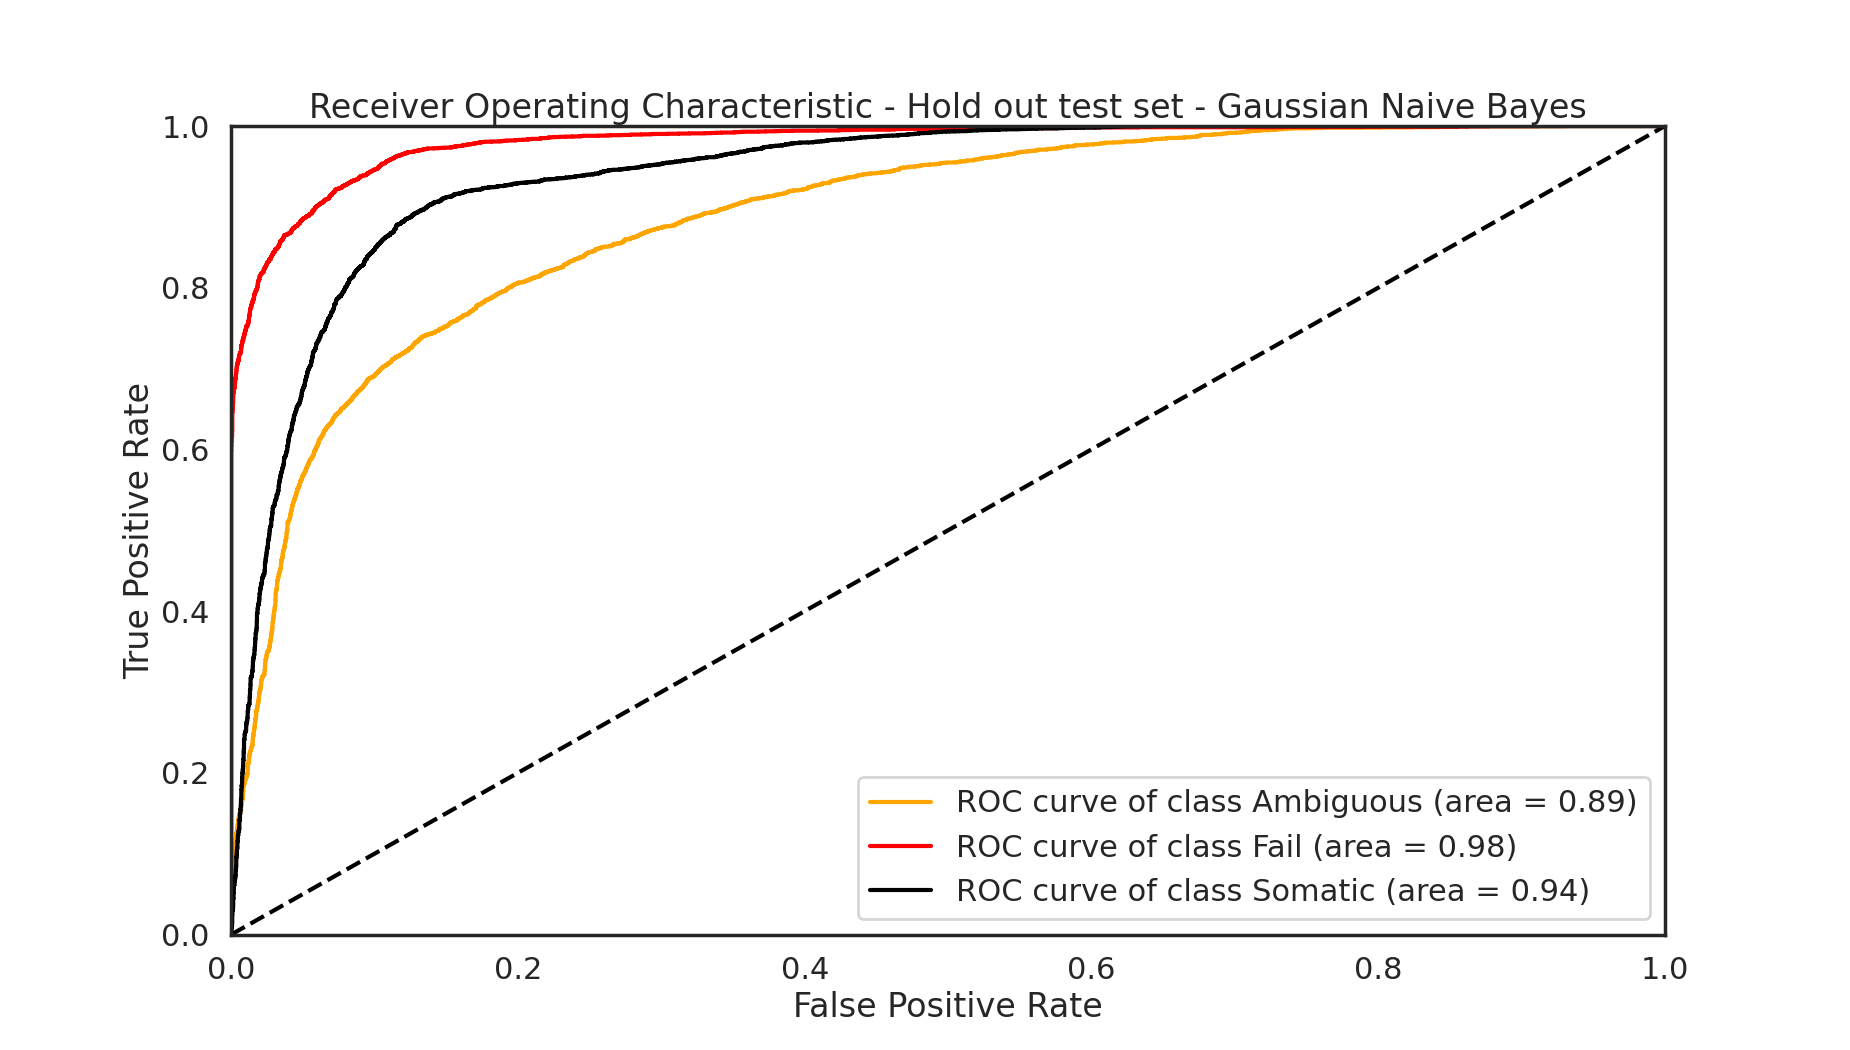 Receiver Operating Characteristic - Hold out test set - Gaussian Naive Bayes
1.0
0.8
0.6
0.4
0.2
0.0
True Positive Rate
ROC curve of class Ambiguous (area = 0.89)
ROC curve of class Fail (area = 0.98)
ROC curve of class Somatic (area = 0.94)
0.0 0.2 0.4 0.6 0.8 1.0
False Positive Rate